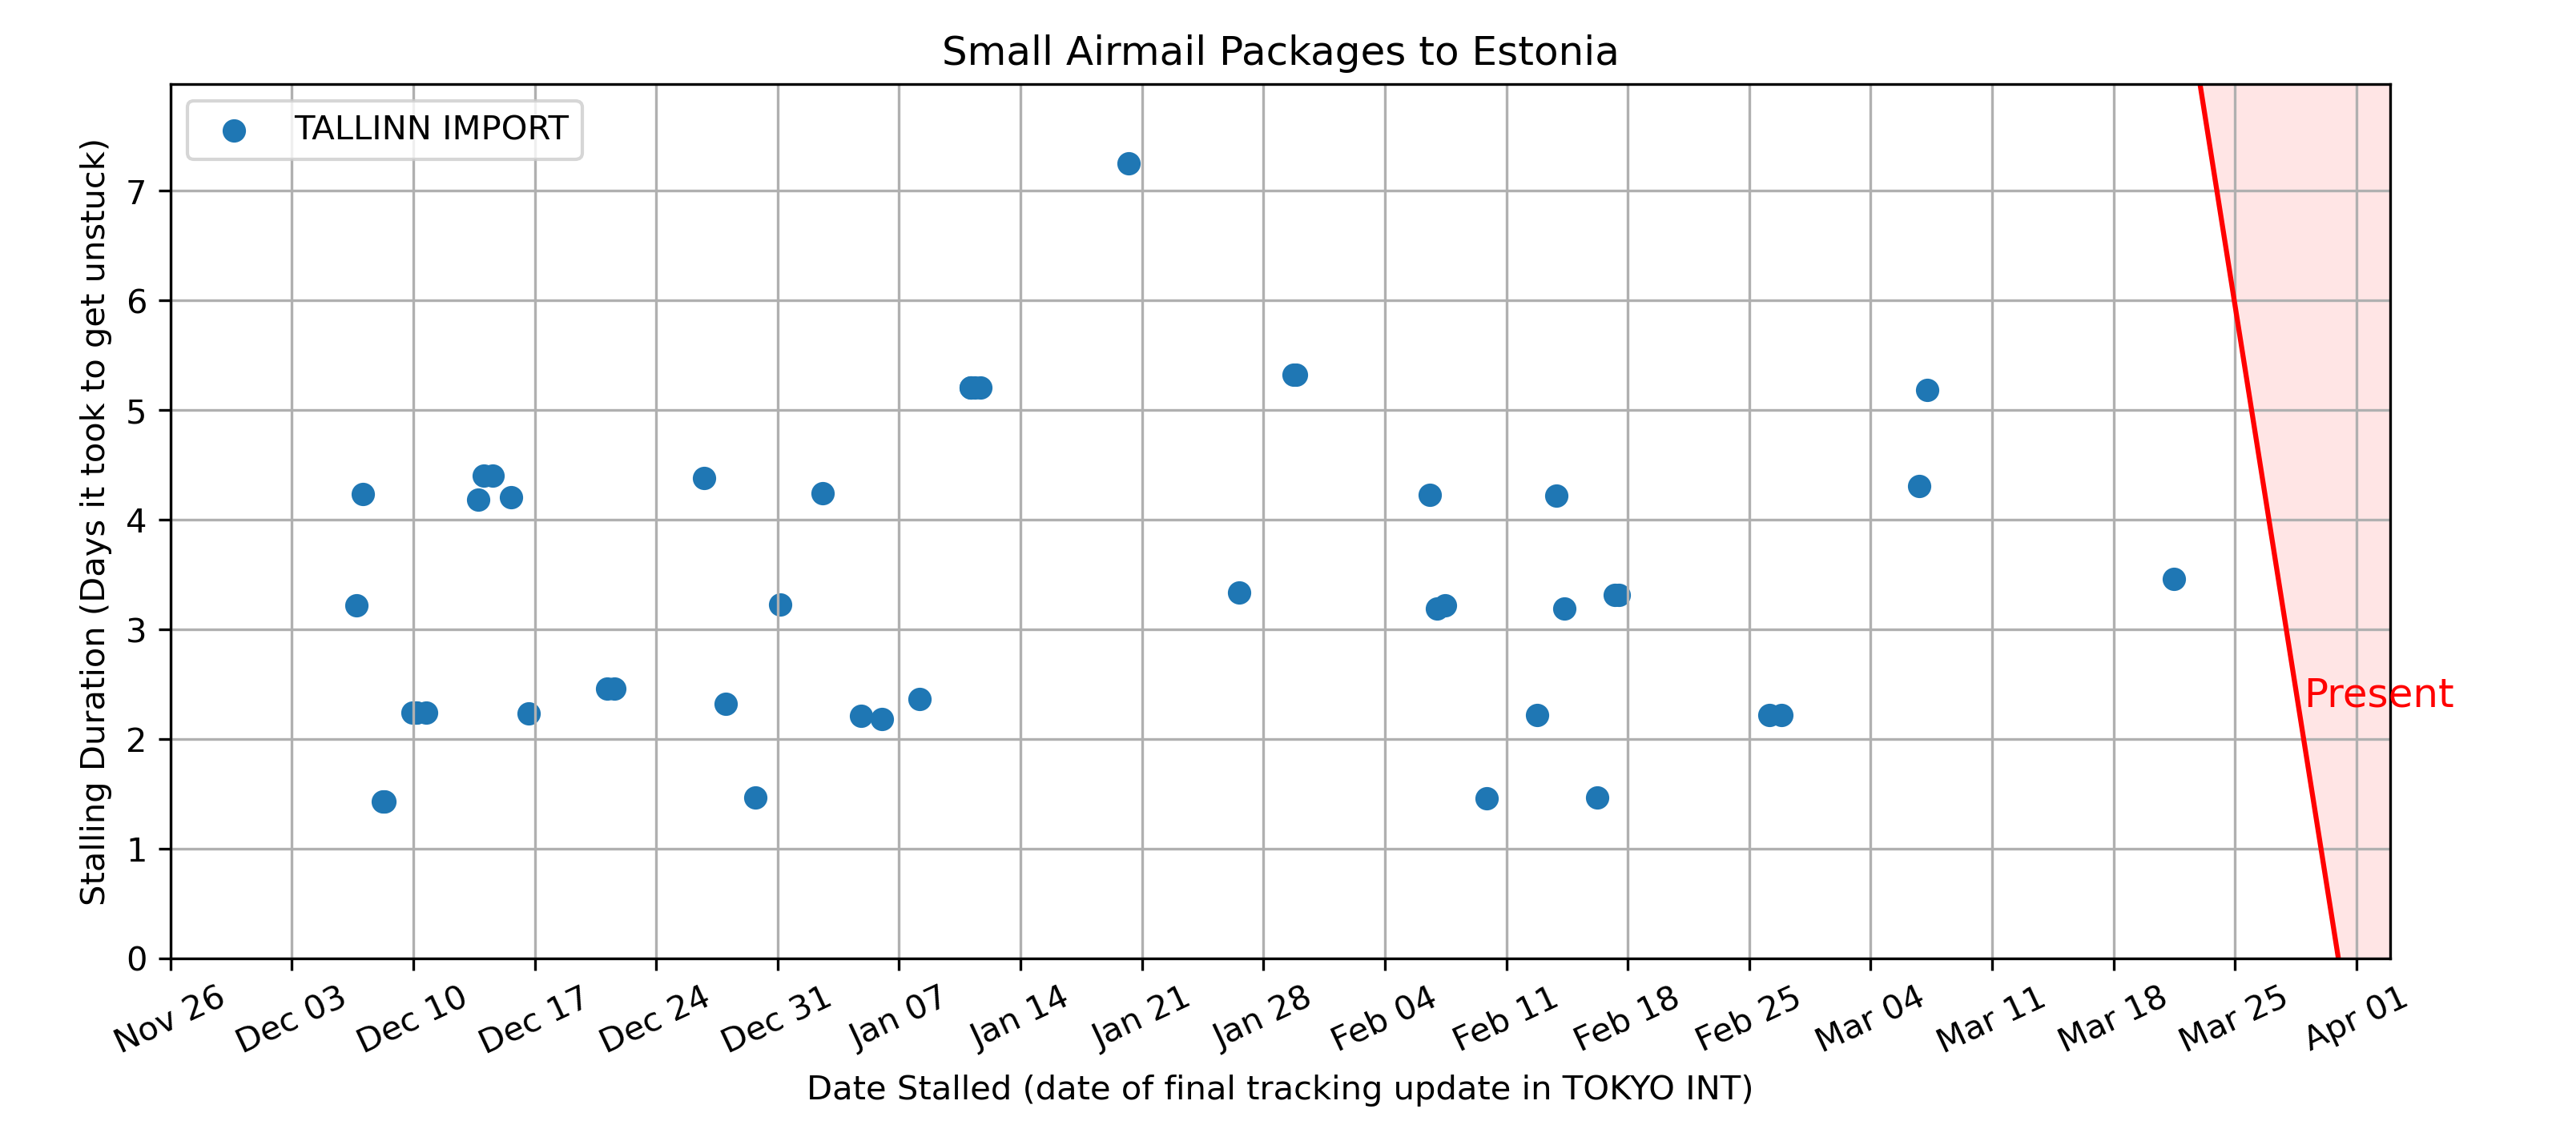 Small Airmail Packages to Estonia
TALLINN IMPORT
Stalling Duration (Days it took to get unstuck)
7
6
5
4
3
2
1
0
Present
Nov 26
Dec 03
Dec 10
Dec 17
Dec 24
Dec 31
Jan 07
Jan 14
Jan 21
Jan 28
Feb 04
Feb 11
Feb 18
Feb 25
Mar 04
Mar 11
Mar 18
Mar 25
Apr 01
Date Stalled (date of final tracking update in TOKYO INT)